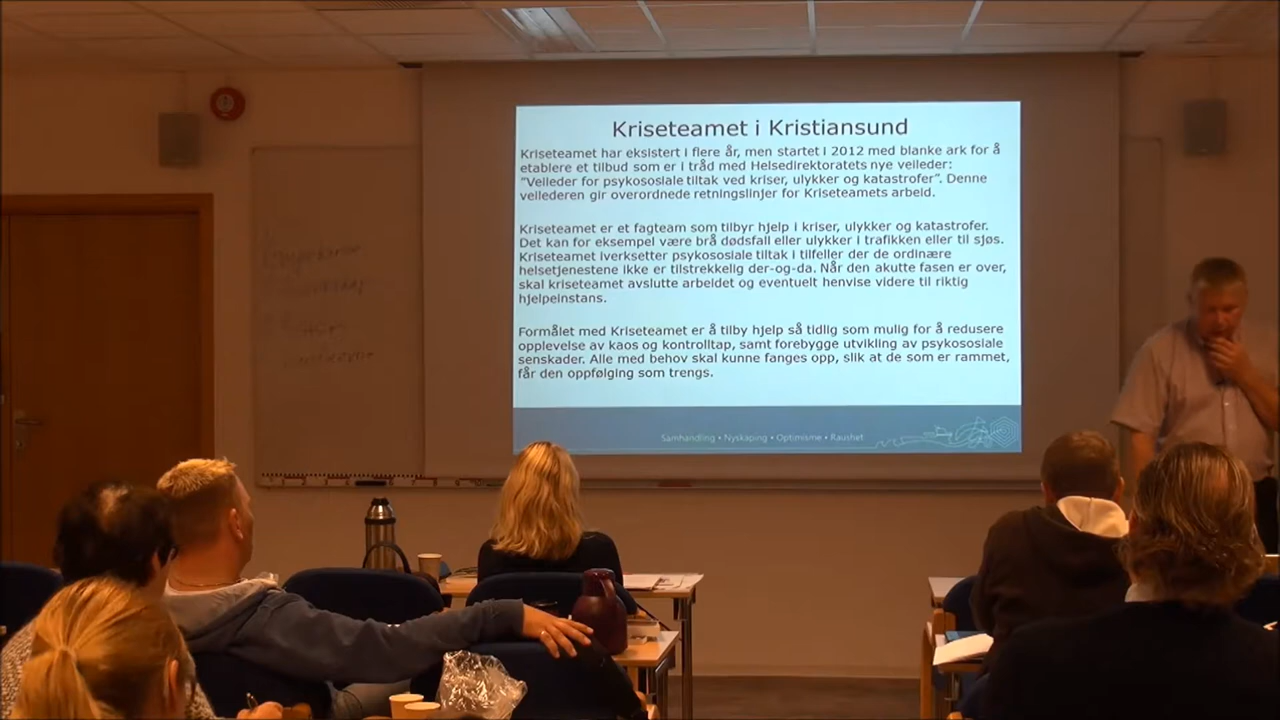 Kriseteamet i Kristiansund
Kriseteamet har eksistert i flere år, men startet i 2012 med blanke ark for å
etablere et tilbud som er i tråd med Helsedirektoratets nye veileder:
"Veileder for psykososiale tiltak ved kriser, ulykker og katastrofer". Denne
veilederen gir overordnede retningslinjer for Kriseteamets arbeid.
Kriseteamet er et fagteam som tilbyr hjelp i kriser, ulykker og katastrofer.
Det kan for eksempel være brå dødsfall eller ulykker i trafikken eller til sjøs.
Kriseteamet iverksetter psykososiale tiltak i tilfeller der de ordinære
helsetjenestene ikke er tilstrekkelig der-og-da. Når den akutte fasen er over,
skal kriseteamet avslutte arbeidet og eventuelt henvise videre til riktig
hjelpeinstans.
Formålet med Kriseteamet er å tilby hjelp så tidlig som mulig for å redusere
opplevelse av kaos og kontrolltap, samt forebygge utvikling av psykososiale
senskader. Alle med behov skal kunne fanges opp, slik at de som er rammet,
får den oppfølging som trengs.
Samhandling • Nyskaping • Optimisme • Raushet